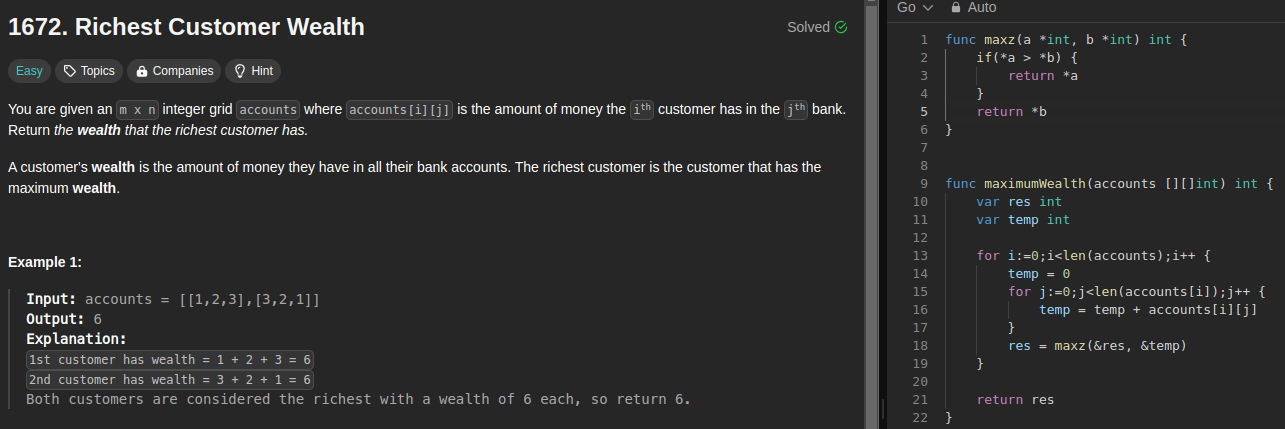 1672. Richest Customer Wealth
Solved
Easy Topics Companies Hint
You are given an m x n integer grid accounts where accounts[i][j] is the amount of money the ith customer has in the jth bank.
Return the wealth that the richest customer has.
A customer's wealth is the amount of money they have in all their bank accounts. The richest customer is the customer that has the
maximum wealth.
Example 1:
Input: accounts = [[1,2,3],[3,2,1]]
Output: 6
Explanation:
1st customer has wealth = 1 + 2 + 3 = 6
2nd customer has wealth = 3 + 2 + 1 = 6
Both customers are considered the richest with a wealth of 6 each, so return 6.
Go Auto
1 func maxz(a *int, b *int) int {
2     if(*a > *b) {
3         return *a
4     }
5     return *b
6 }
7
8
9 func maximumWealth(accounts [][]int) int {
10     var res int
11     var temp int
12
13     for i:=0;i<len(accounts);i++ {
14         temp = 0
15         for j:=0;j<len(accounts[i]);j++ {
16             temp = temp + accounts[i][j]
17         }
18         res = maxz(&res, &temp)
19     }
20
21     return res
22 }